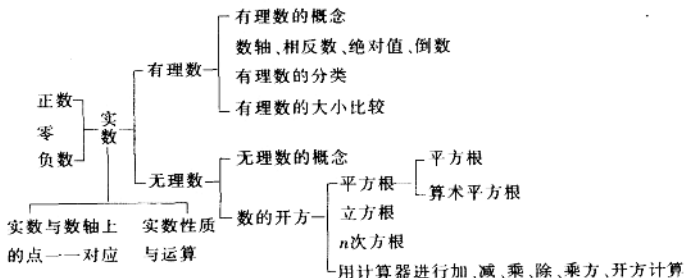 有理数的概念
数轴、相反数、绝对值、倒数
有理数
有理数的分类
正数
实数
有理数的大小比较
零
负数
无理数的概念
平方根
无理数
平方根
算术平方根
实数与数轴上
实数性质
数的开方
立方根
的点一一对应
与运算
n次方根
用计算器进行加、减、乘、除、乘方、开方计算